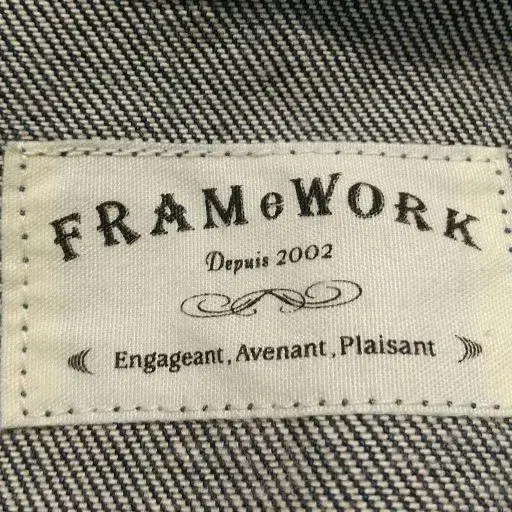 FRAMeWORK
Depuis 2002
Engageant, Avenant, Plaisant